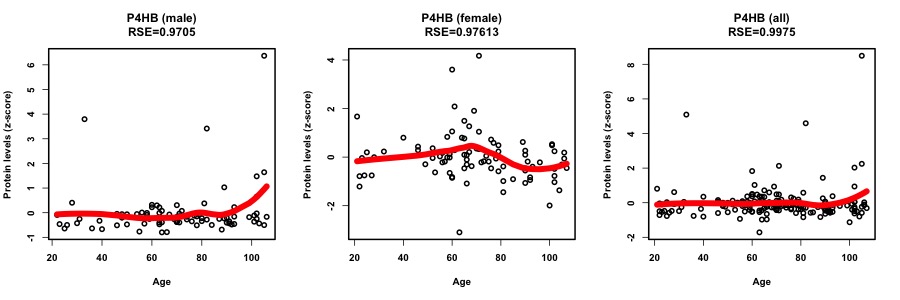 P4HB (male)
RSE=0.9705
Protein levels (z-score)
6
5
4
3
2
1
0
-1
20 40 60 80 100
Age
P4HB (female)
RSE=0.97613
Protein levels (z-score)
4
2
0
-2
20 40 60 80 100
Age
P4HB (all)
RSE=0.9975
Protein levels (z-score)
8
6
4
2
0
-2
20 40 60 80 100
Age